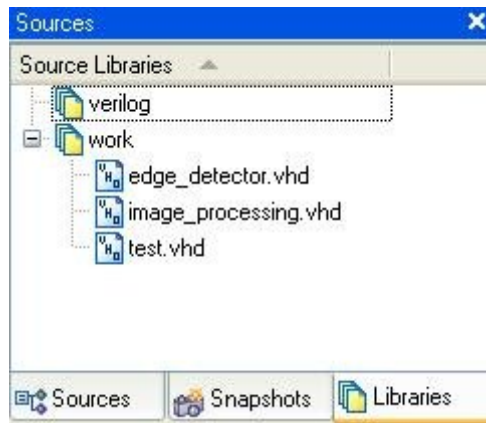 Sources
Source Libraries
verilog
work
edge_detector.vhd
image_processing.vhd
test.vhd
Sources Snapshots Libraries